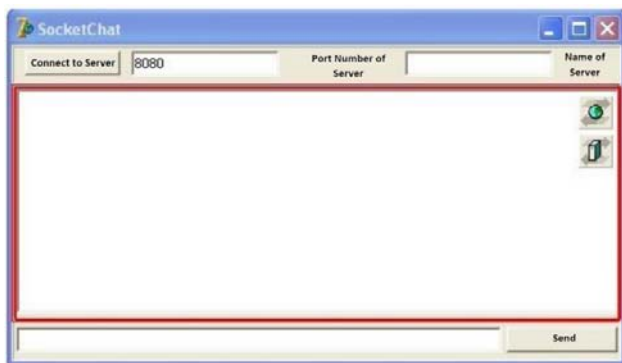 SocketChat
Connect to Server
8080
Port Number of
Server
Name of
Server
Send